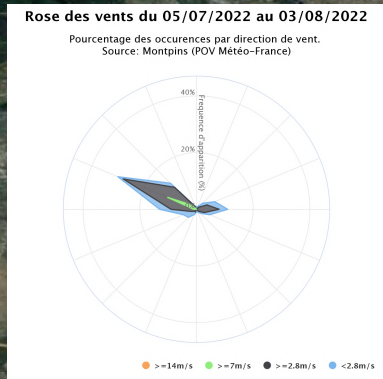 Rose des vents du 05/07/2022 au 03/08/2022
Pourcentage des occurences par direction de vent.
Source: Montpins (POV Météo-France)
40%
20%
Frequence d'apparition (%)
>=14m/s >=7m/s >=2.8m/s <2.8m/s